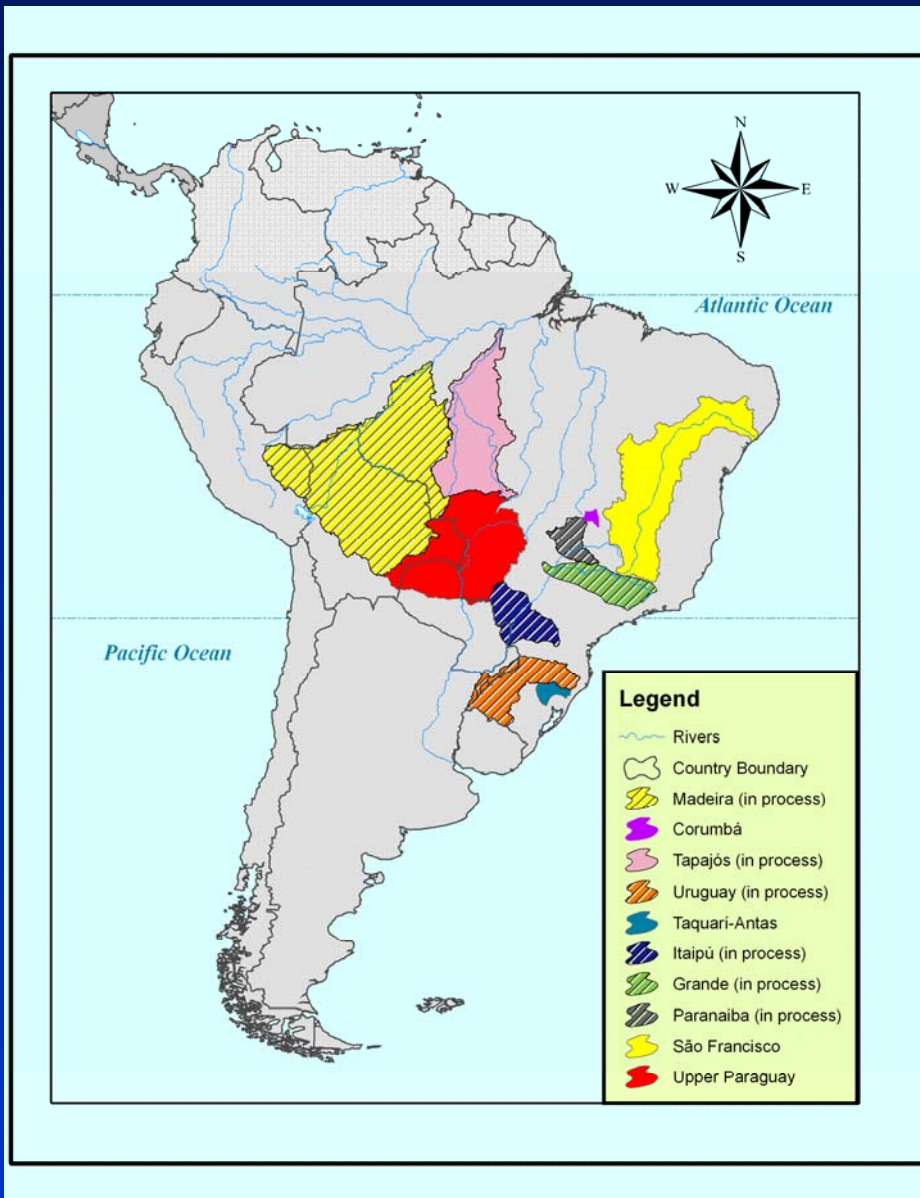 N
W
E
S
Atlantic Ocean
Pacific Ocean
Legend
Rivers
Country Boundary
Madeira (in process)
Corumbá
Tapajós (in process)
Uruguay (in process)
Taquarí-Antas
Itaipú (in process)
Grande (in process)
Paranaiba (in process)
São Francisco
Upper Paraguay